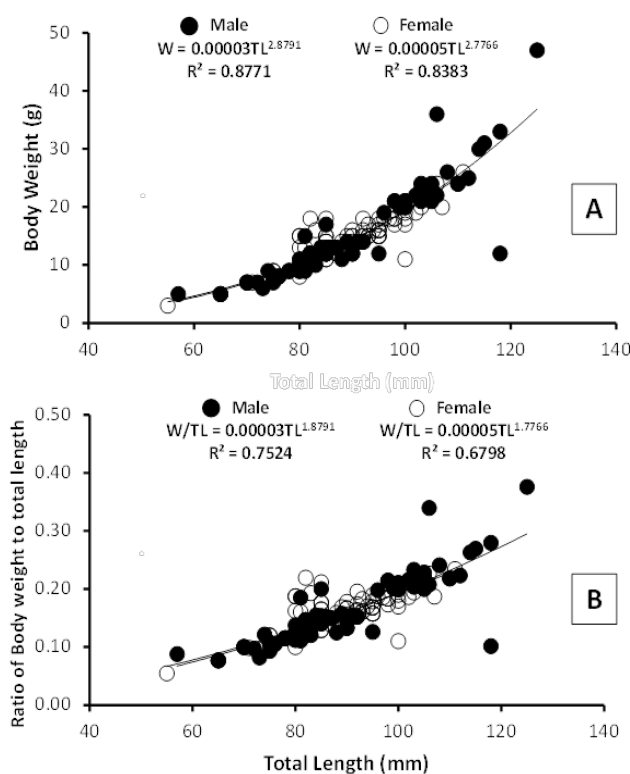 Male Female
W = 0.00003TL^2.8791 W = 0.00005TL^2.7766
R² = 0.8771 R² = 0.8383
50
40
30
20
10
0
Body Weight (g)
A
40 60 80 100 120 140
Total Length (mm)
Male Female
W/TL = 0.00003TL^1.8791 W/TL = 0.00005TL^1.7766
R² = 0.7524 R² = 0.6798
0.50
0.40
0.30
0.20
0.10
0.00
Ratio of Body weight to total length
B
40 60 80 100 120 140
Total Length (mm)